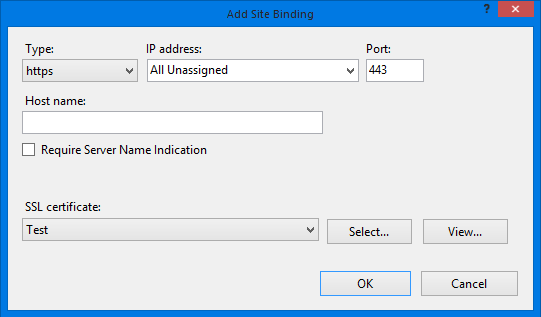 Add Site Binding
?
Type: IP address: Port:
https All Unassigned 443
Host name:
Require Server Name Indication
SSL certificate:
Test Select... View...
OK Cancel